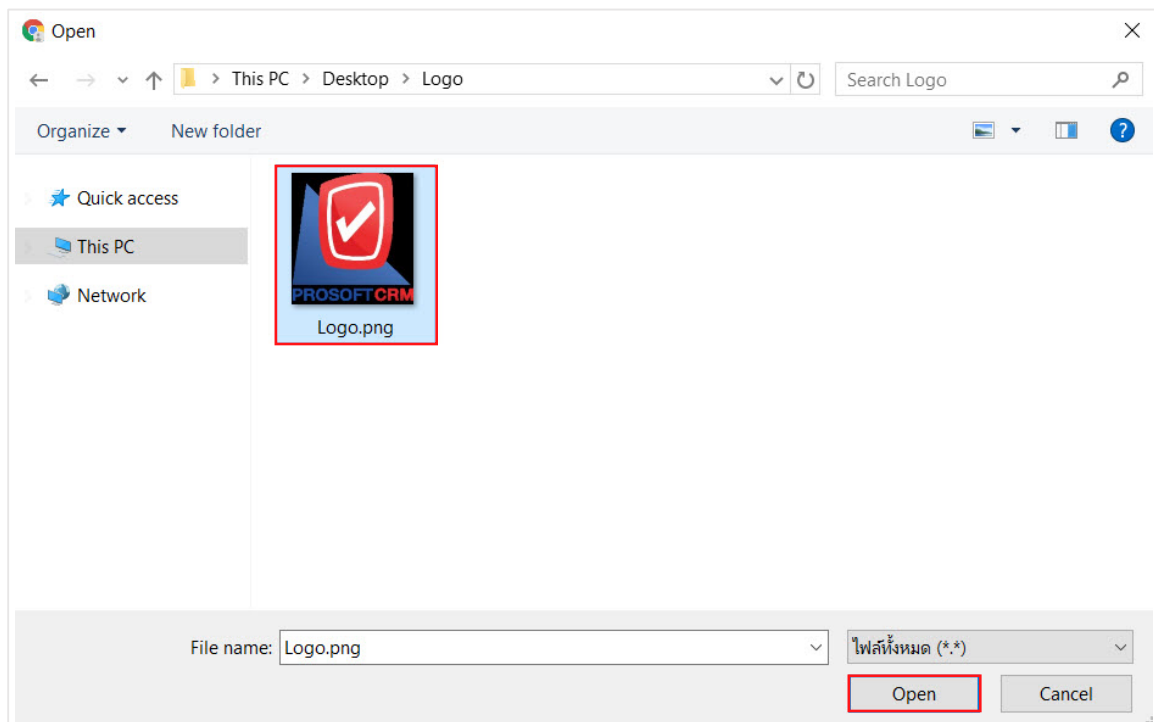 Open
This PC > Desktop > Logo
Search Logo
Organize
New folder
?
Quick access
This PC
Network
PROSOFTCRM
Logo.png
File name: Logo.png
ไฟล์ทั้งหมด (*.*)
Open
Cancel